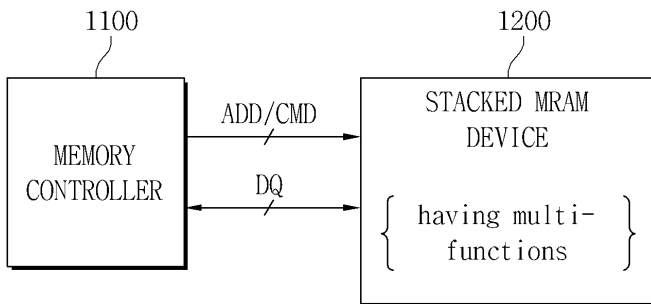 1100
1200
MEMORY
CONTROLLER
ADD/CMD
DQ
STACKED MRAM
DEVICE
having multi-
functions